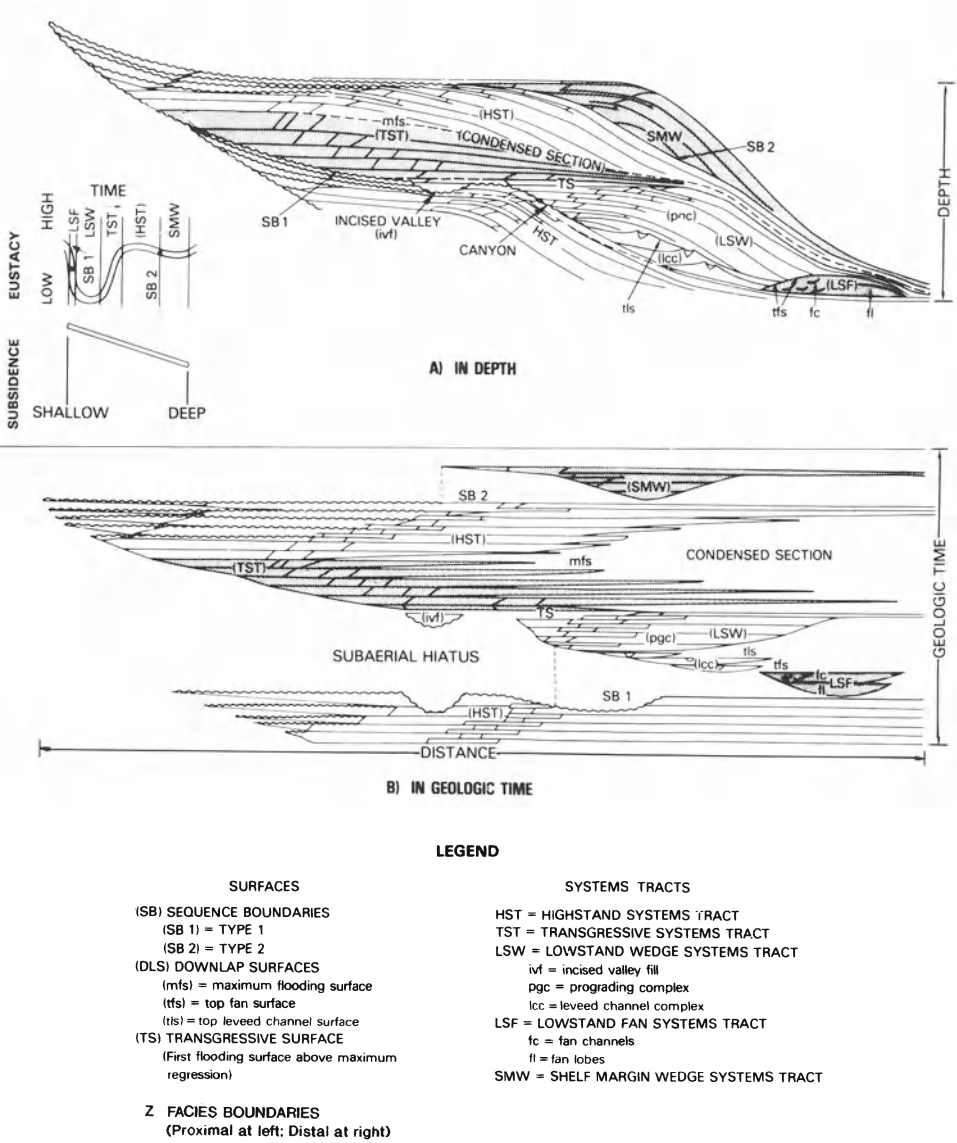 (HST)
mfs
(TST)
(CONDENSED SECTION)
SMW
SB 2
TS
SB 1
INCISED VALLEY
(ivf)
CANYON
HST
(pgc)
(LSW)
(lcc)
tls
(LSF)
tfs
fc
fl
DEPTH
TIME
EUSTACY
HIGH
LOW
LSF
LSW
TST
(HST)
SMW
SB 1
SB 2
SUBSIDENCE
SHALLOW
DEEP
A) IN DEPTH
(SMW)
SB 2
(HST)
mfs
CONDENSED SECTION
(TST)
TS
(ivf)
(pgc)
(LSW)
tls
(lcc)
tfs
fc
LSF
fl
SUBAERIAL HIATUS
SB 1
(HST)
GEOLOGIC TIME
DISTANCE
B) IN GEOLOGIC TIME
LEGEND
SURFACES
(SB) SEQUENCE BOUNDARIES
(SB 1) = TYPE 1
(SB 2) = TYPE 2
(DLS) DOWNLAP SURFACES
(mfs) = maximum flooding surface
(tfs) = top fan surface
(tls) = top leveed channel surface
(TS) TRANSGRESSIVE SURFACE
(First flooding surface above maximum
regression)
Z FACIES BOUNDARIES
(Proximal at left; Distal at right)
SYSTEMS TRACTS
HST = HIGHSTAND SYSTEMS TRACT
TST = TRANSGRESSIVE SYSTEMS TRACT
LSW = LOWSTAND WEDGE SYSTEMS TRACT
ivf = incised valley fill
pgc = prograding complex
lcc = leveed channel complex
LSF = LOWSTAND FAN SYSTEMS TRACT
fc = fan channels
fl = fan lobes
SMW = SHELF MARGIN WEDGE SYSTEMS TRACT